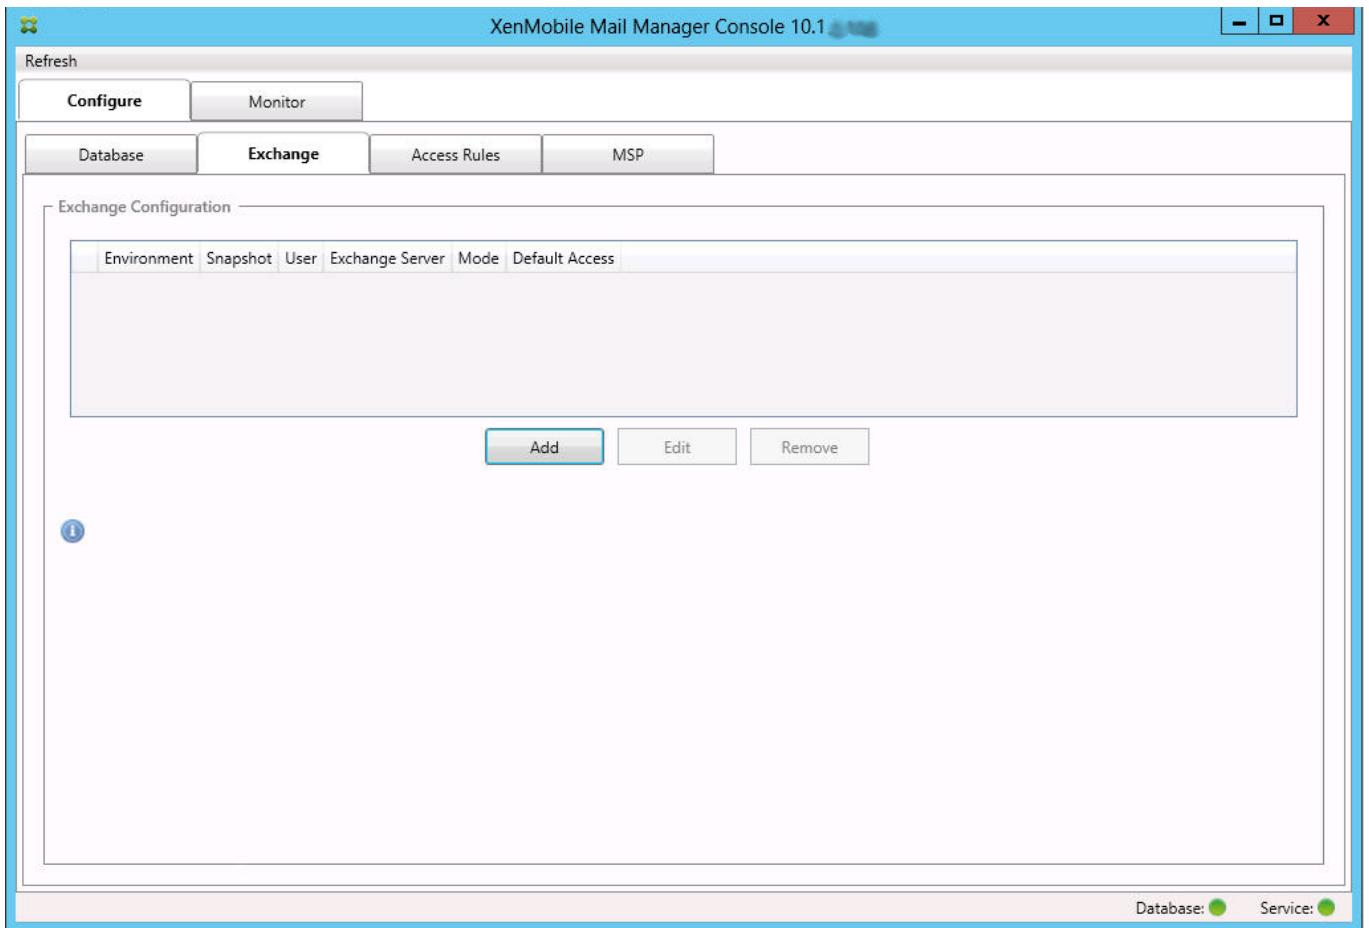 XenMobile Mail Manager Console 10.1
Refresh
Configure Monitor
Database Exchange Access Rules MSP
Exchange Configuration
Environment Snapshot User Exchange Server Mode Default Access
Add Edit Remove
Database: Service: